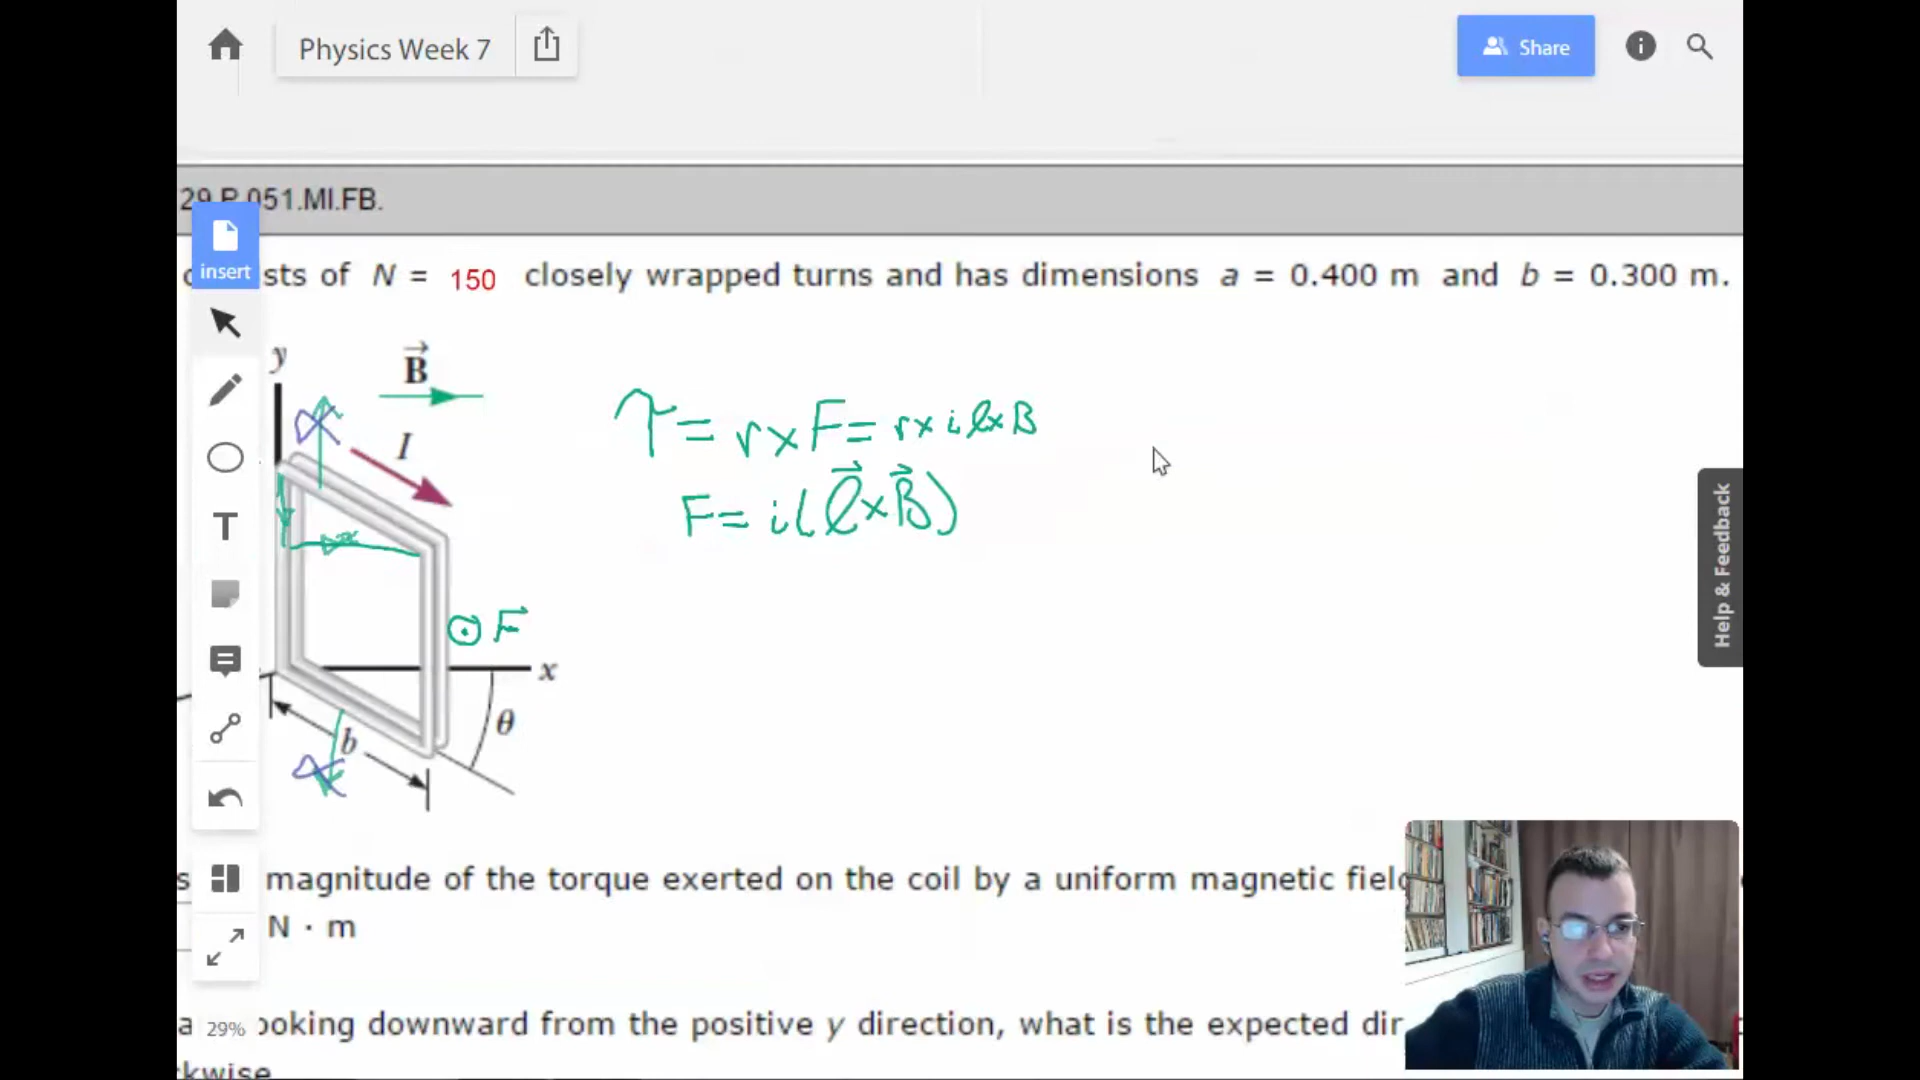 Physics Week 7
Share
29.P.051.MI.FB.
insert
sts of N = 150 closely wrapped turns and has dimensions a = 0.400 m and b = 0.300 m.
y
B
I
τ = r x F = r x i l x B
F = i( l x B )
F
x
θ
b
T
Help & Feedback
s magnitude of the torque exerted on the coil by a uniform magnetic fiel
N · m
29%
ooking downward from the positive y direction, what is the expected dir
kwise